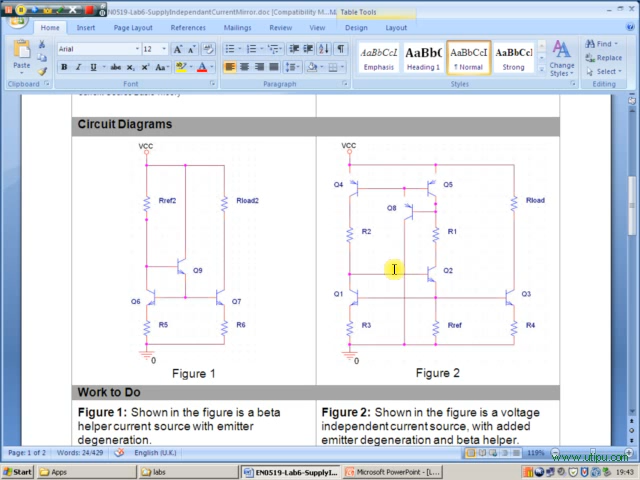 EN0519-Lab6-SupplyIndependantCurrentMirror.doc [Compatibility M...
Table Tools
Home
Insert
Page Layout
References
Mailings
Review
View
Design
Layout
Paste
Arial
12
Find
Replace
Select
AaBbCcI
AaBbC
AaBbCcI
AaBbCcI
Emphasis
Heading 1
¶ Normal
Strong
Change
Styles
Clipboard
Font
Paragraph
Styles
Editing
Circuit Diagrams
VCC
VCC
Q4
Q5
Rref2
Rload2
Q8
Rload
R2
R1
Q9
Q2
Q6
Q7
Q1
Q3
R5
R6
R3
Rref
R4
0
0
Figure 1
Figure 2
Work to Do
Figure 1: Shown in the figure is a beta
helper current source with emitter
degeneration.
Figure 2: Shown in the figure is a voltage
independent current source, with added
emitter degeneration and beta helper.
Page: 1 of 2
Words: 24/429
English (U.K.)
119%
www.utipu.com
Start
Apps
labs
EN0519-Lab6-SupplyI...
Microsoft PowerPoint - [L...
19:43